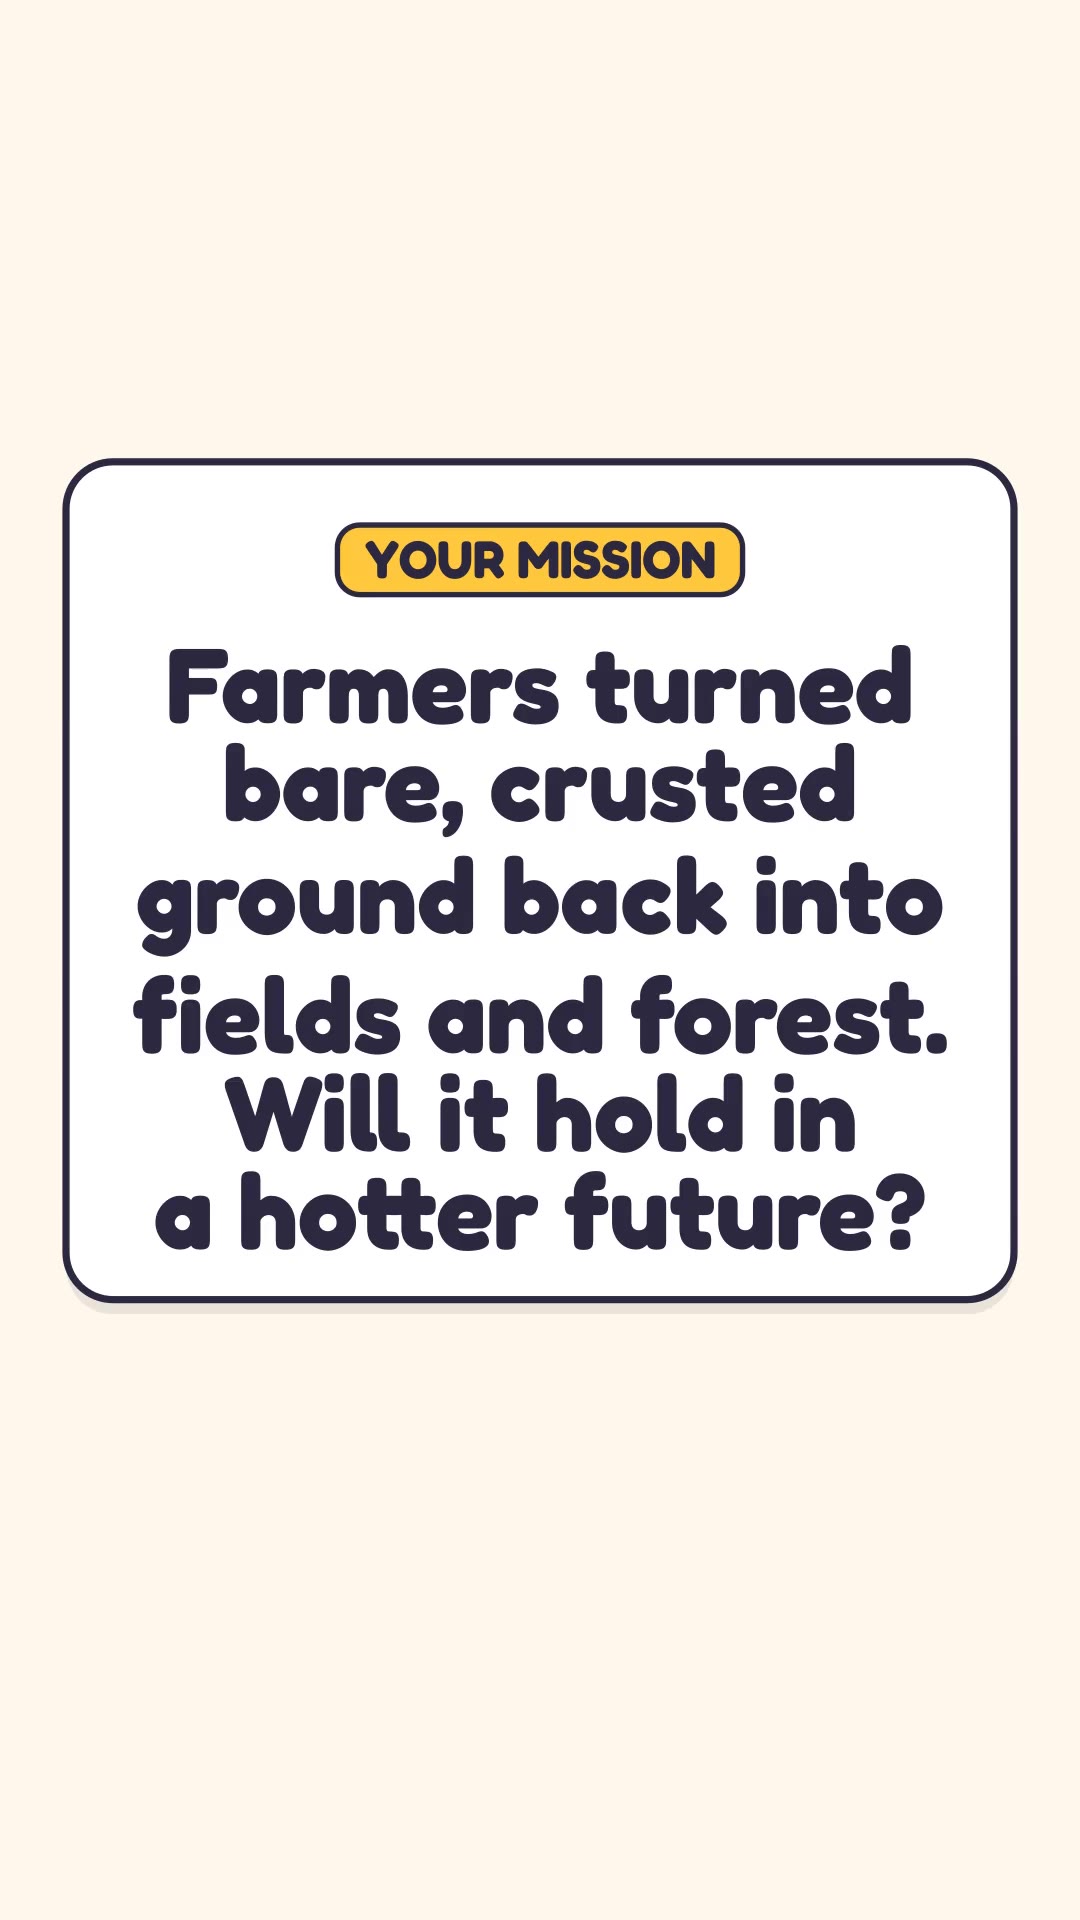 YOUR MISSION
Farmers turned
bare, crusted
ground back into
fields and forest.
Will it hold in
a hotter future?